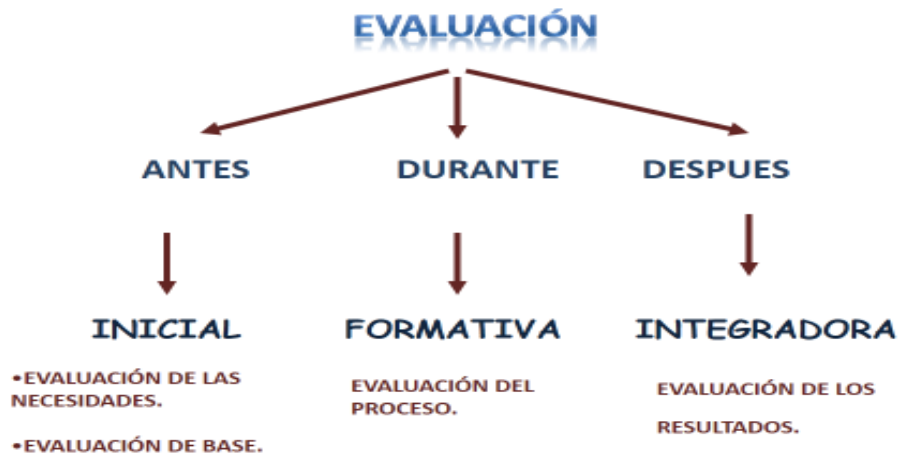 EVALUACIÓN
ANTES
DURANTE
DESPUES
INICIAL
FORMATIVA
INTEGRADORA
•EVALUACIÓN DE LAS
NECESIDADES.
•EVALUACIÓN DE BASE.
EVALUACIÓN DEL
PROCESO.
EVALUACIÓN DE LOS
RESULTADOS.